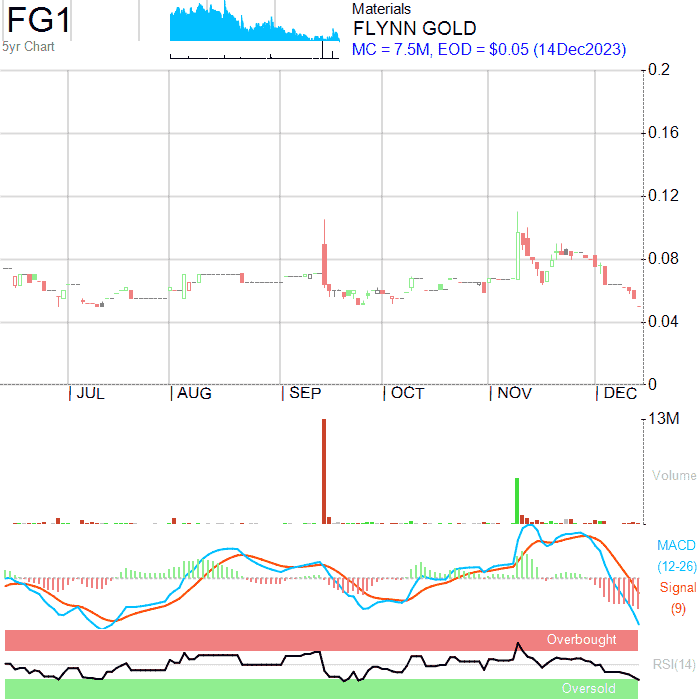 FG1
5yr Chart
Materials
FLYNN GOLD
MC = 7.5M, EOD = $0.05 (14Dec2023)
0.2
0.16
0.12
0.08
0.04
0
JUL AUG SEP OCT NOV DEC
13M
Volume
MACD
(12-26)
Signal
(9)
Overbought
RSI(14)
Oversold